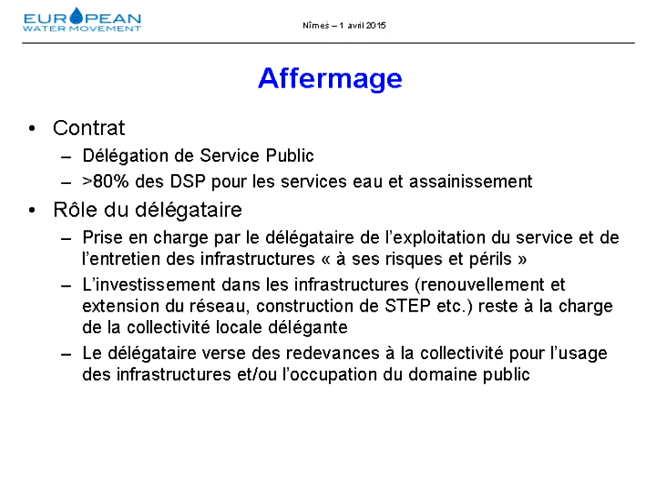 EUROPEAN
WATER MOVEMENT
Nîmes – 1 avril 2015
Affermage
• Contrat
– Délégation de Service Public
– >80% des DSP pour les services eau et assainissement
• Rôle du délégataire
– Prise en charge par le délégataire de l’exploitation du service et de
l’entretien des infrastructures « à ses risques et périls »
– L’investissement dans les infrastructures (renouvellement et
extension du réseau, construction de STEP etc.) reste à la charge
de la collectivité locale délégante
– Le délégataire verse des redevances à la collectivité pour l’usage
des infrastructures et/ou l’occupation du domaine public